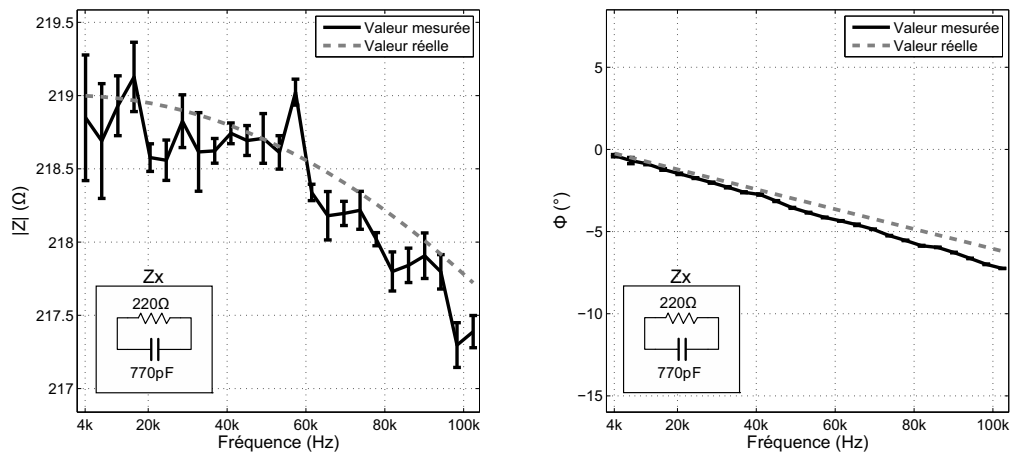 219.5
219
218.5
218
217.5
217
|Z| (Ω)
Valeur mesurée
Valeur réelle
Zx
220Ω
770pF
4k 20k 40k 60k 80k 100k
Fréquence (Hz)
5
0
−5
−10
−15
Φ (°)
Valeur mesurée
Valeur réelle
Zx
220Ω
770pF
4k 20k 40k 60k 80k 100k
Fréquence (Hz)